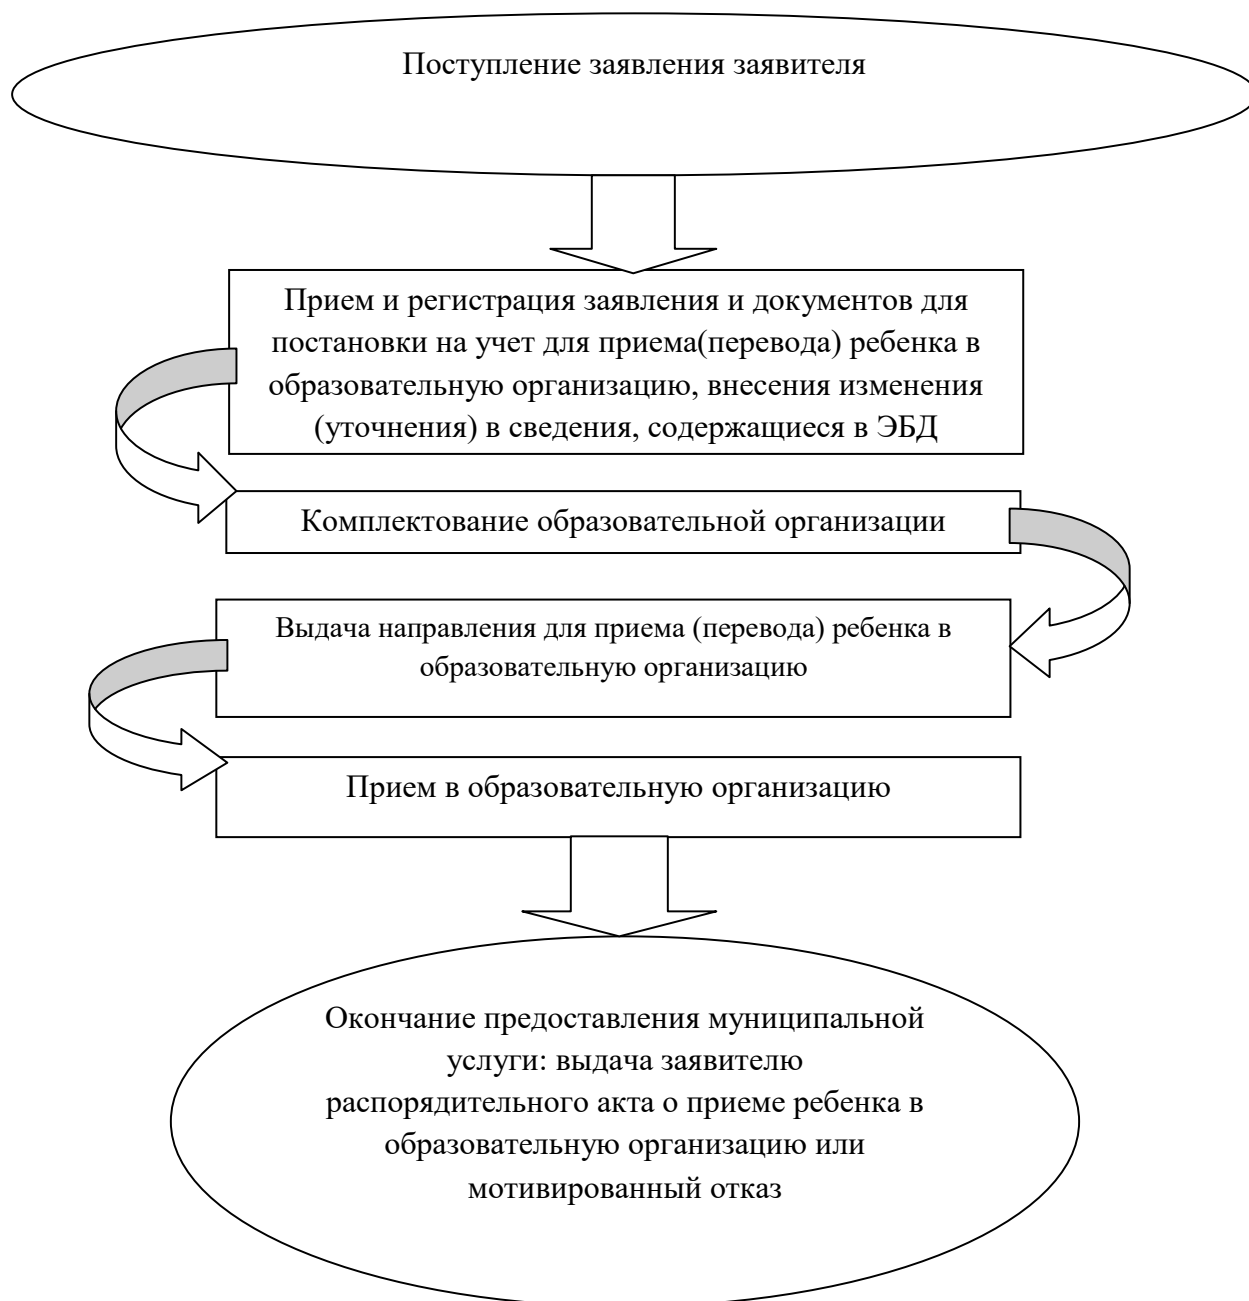 Поступление заявления заявителя
Прием и регистрация заявления и документов для
постановки на учет для приема(перевода) ребенка в
образовательную организацию, внесения изменения
(уточнения) в сведения, содержащиеся в ЭБД
Комплектование образовательной организации
Выдача направления для приема (перевода) ребенка в
образовательную организацию
Прием в образовательную организацию
Окончание предоставления муниципальной
услуги: выдача заявителю
распорядительного акта о приеме ребенка в
образовательную организацию или
мотивированный отказ